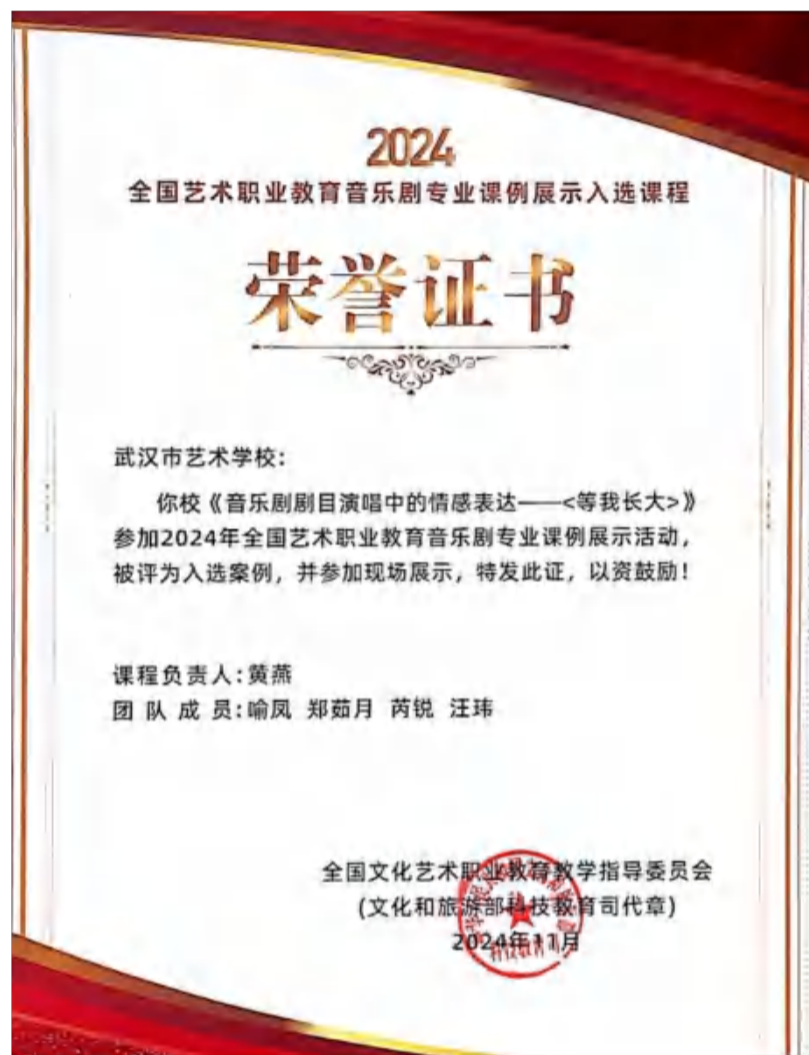 2024
全国艺术职业教育音乐剧专业课例展示入选课程
荣誉证书
武汉市艺术学校：
你校《音乐剧剧目演唱中的情感表达——<等我长大>》
参加2024年全国艺术职业教育音乐剧专业课例展示活动，
被评为入选案例，并参加现场展示，特发此证，以资鼓励！
课程负责人：黄燕
团队成员：喻凤 郑茹月 芮锐 汪玮
全国文化艺术职业教育教学指导委员会
(文化和旅游部科技教育司代章)
2024年11月